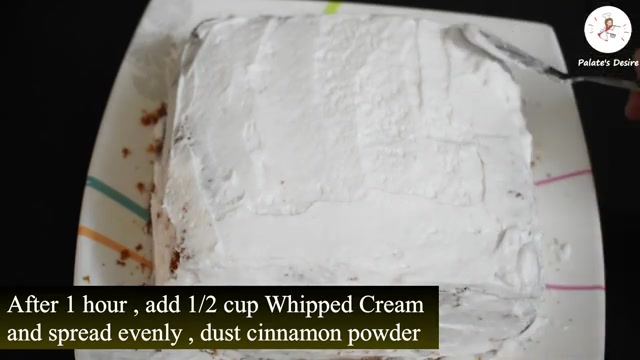 Palate's Desire
After 1 hour , add 1/2 cup Whipped Cream
and spread evenly , dust cinnamon powder